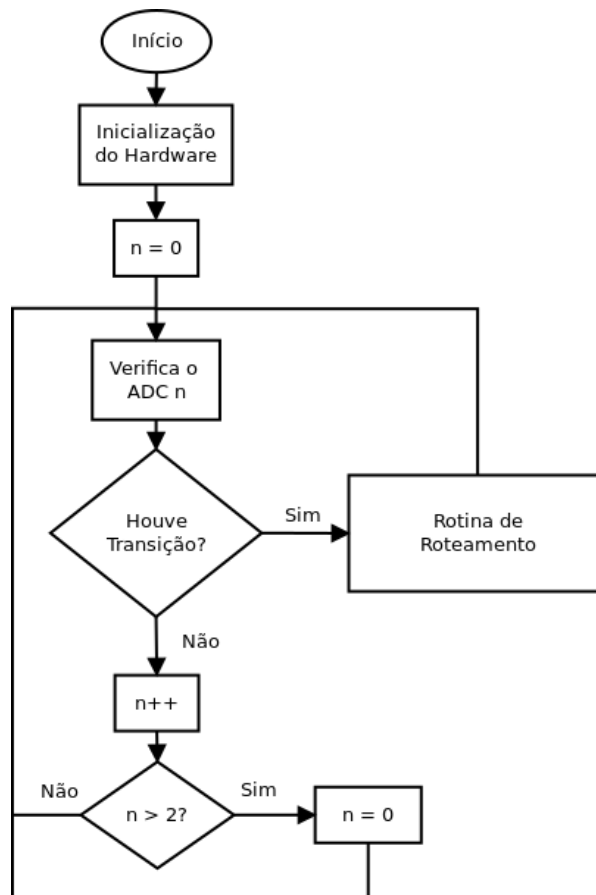 Início
Inicialização
do Hardware
n = 0
Verifica o
ADC n
Houve
Transição?
Sim
Rotina de
Roteamento
Não
n++
Não
n > 2?
Sim
n = 0